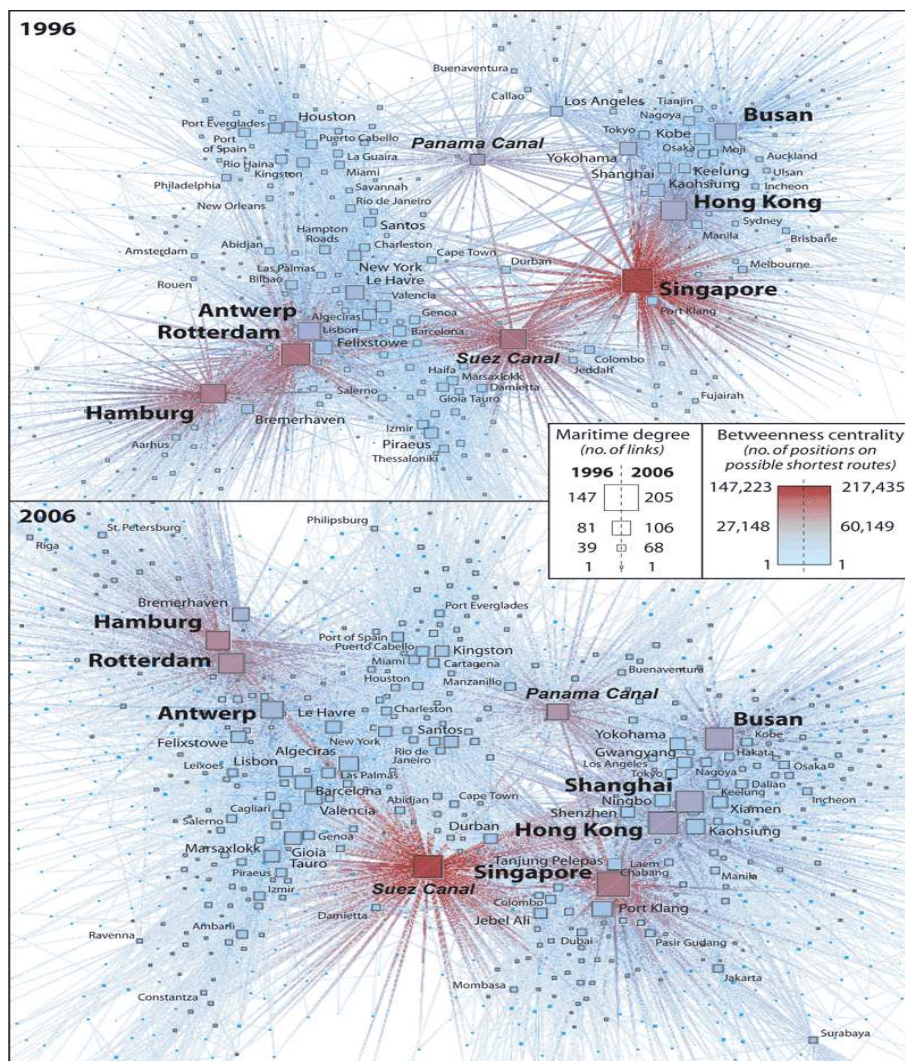 1996
Buenaventura
Callao
Los Angeles
Tianjin
Nagoya
Busan
Houston
Port Everglades
Port
of Spain
Puerto Cabello
Panama Canal
Tokyo
Kobe
Osaka
Moji
Yokohama
La Guaira
Rio Haina
Kingston
Miami
Shanghai
Keelung
Auckland
Ulsan
Philadelphia
Savannah
Kaohsiung
Incheon
New Orleans
Rio de Janeiro
Hong Kong
Santos
Sydney
Hampton
Roads
Manila
Brisbane
Amsterdam
Abidjan
Charleston
Cape Town
Durban
Las Palmas
New York
Melbourne
Bilbao
Le Havre
Rouen
Singapore
Valencia
Port Klang
Antwerp
Algeciras
Genoa
Rotterdam
Lisbon
Barcelona
Felixstowe
Suez Canal
Colombo
Jeddah
Haifa
Marsaxlokk
Damietta
Salerno
Gioia Tauro
Fujairah
Hamburg
Bremerhaven
Izmir
Aarhus
Piraeus
Thessaloniki
Maritime degree
(no. of links)
1996 2006
147 205
81 106
39 68
1 1
Betweenness centrality
(no. of positions on
possible shortest routes)
147,223 217,435
27,148 60,149
1 1
2006
St. Petersburg
Philipsburg
Riga
Bremerhaven
Port Everglades
Hamburg
Port of Spain
Puerto Cabello
Kingston
Rotterdam
Miami
Cartagena
Houston
Manzanillo
Buenaventura
Panama Canal
Antwerp
Le Havre
Charleston
Busan
Santos
Yokohama
Kobe
Felixstowe
New York
Gwangyang
Hakata
Algeciras
Rio de
Janeiro
Los Angeles
Osaka
Leixoes
Lisbon
Las Palmas
Tokyo
Nagoya
Dalian
Barcelona
Shanghai
Keelung
Incheon
Cagliari
Valencia
Abidjan
Cape Town
Ningbo
Xiamen
Salerno
Shenzhen
Genoa
Durban
Hong Kong
Kaohsiung
Marsaxlokk
Gioia
Tauro
Tanjung Pelepas
Laem
Chabang
Piraeus
Suez Canal
Singapore
Manila
Izmir
Colombo
Damietta
Jebel Ali
Port Klang
Ambarli
Ravenna
Dubai
Pasir Gudang
Mombasa
Jakarta
Constantza
Surabaya